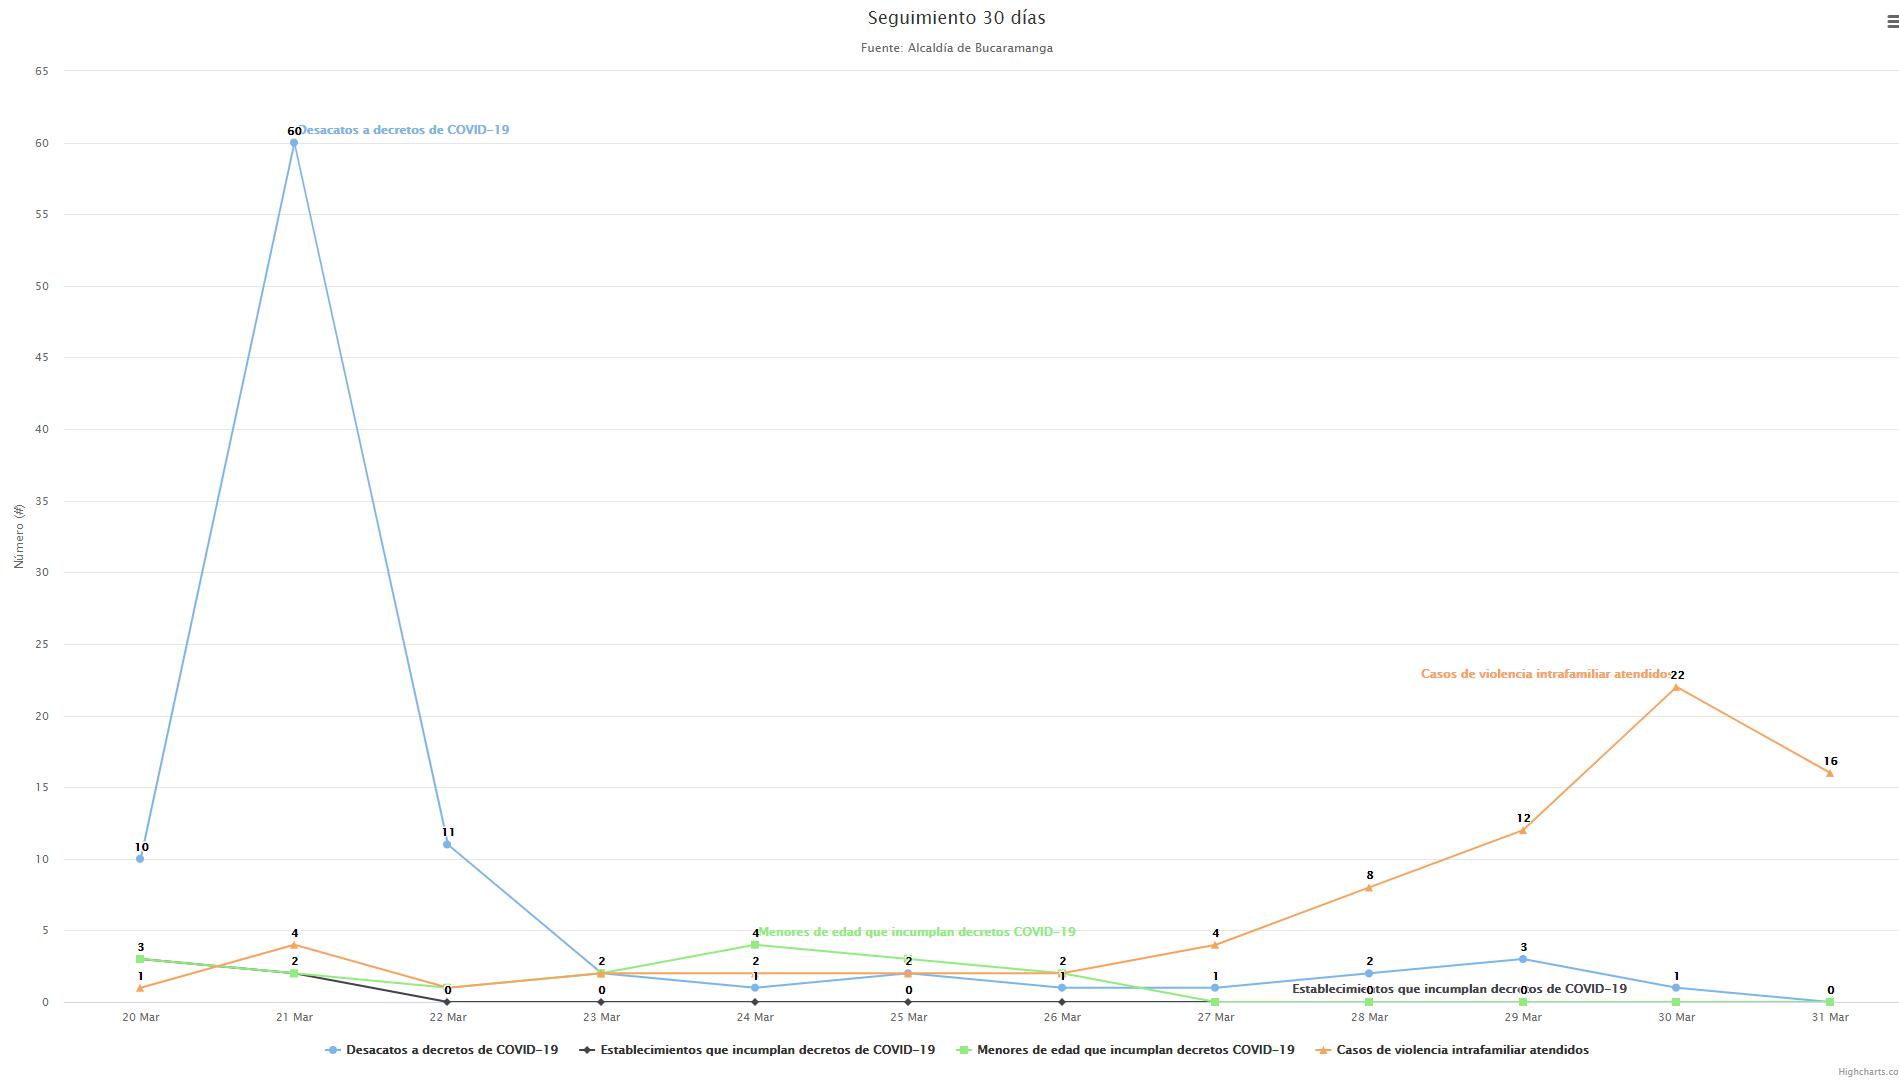 Seguimiento 30 días
Fuente: Alcaldía de Bucaramanga
65
60
55
50
45
40
35
30
25
20
15
10
5
0
Número (#)
60
Desacatos a decretos de COVID-19
10
11
Casos de violencia intrafamiliar atendidos
22
16
12
8
4
Menores de edad que incumplan decretos COVID-19
4
4
3
2
2
2
2
2
2
3
1
1
1
1
1
0
0
0
0
0
0
Establecimientos que incumplan decretos de COVID-19
20 Mar
21 Mar
22 Mar
23 Mar
24 Mar
25 Mar
26 Mar
27 Mar
28 Mar
29 Mar
30 Mar
31 Mar
Desacatos a decretos de COVID-19
Establecimientos que incumplan decretos de COVID-19
Menores de edad que incumplan decretos COVID-19
Casos de violencia intrafamiliar atendidos
Highcharts.co